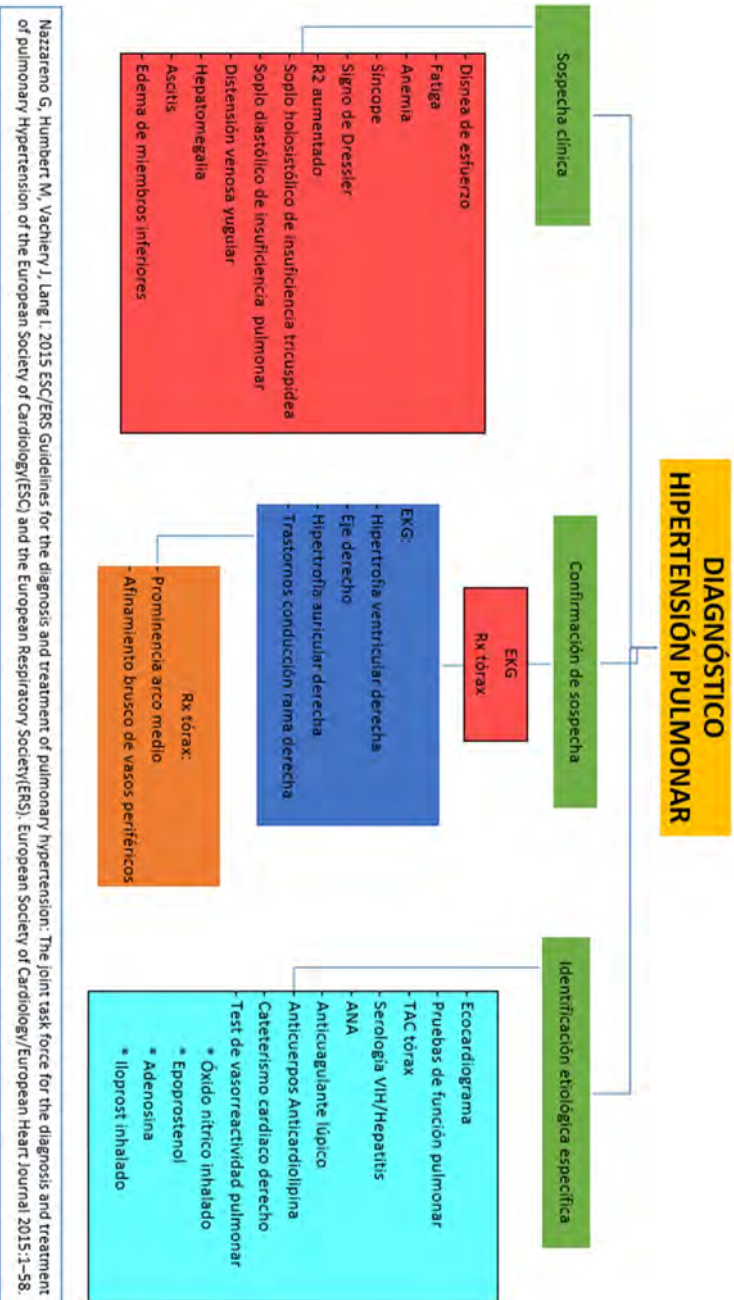 DIAGNÓSTICO
HIPERTENSIÓN PULMONAR
Sospecha clínica
- Disnea de esfuerzo
- Fatiga
- Anemia
- Síncope
- Signo de Dressler
- R2 aumentado
- Soplo holosistólico de insuficiencia tricuspidea
- Soplo diastólico de insuficiencia pulmonar
- Distensión venosa yugular
- Hepatomegalia
- Ascitis
- Edema de miembros inferiores
Confirmación de sospecha
EKG
Rx tórax
EKG:
- Hipertrofia ventricular derecha
- Eje derecho
- Hipertrofia auricular derecha
- Trastornos conducción rama derecha
Rx tórax:
- Prominencia arco medio
- Afinamiento brusco de vasos periféricos
Identificación etiológica específica
- Ecocardiograma
- Pruebas de función pulmonar
- TAC tórax
- Serología VIH/Hepatitis
- ANA
- Anticuagulante lúpico
- Anticuerpos Anticardiolipina
- Cateterismo cardiaco derecho
- Test de vasorreactividad pulmonar
* Óxido nítrico inhalado
* Epoprostenol
* Adenosina
* Iloprost inhalado
Nazzareno G, Humbert M, Vachiery J, Lang I. 2015 ESC/ERS Guidelines for the diagnosis and treatment of pulmonary hypertension: The joint task force for the diagnosis and treatment
of pulmonary Hypertension of the European Society of Cardiology(ESC) and the European Respiratory Society(ERS). European Society of Cardiology/European Heart Journal 2015:1–58.